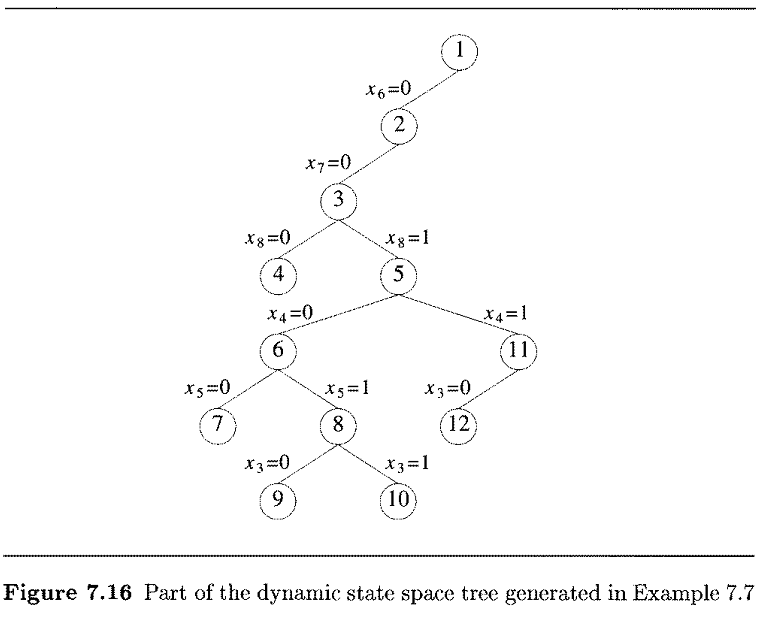 1
x6=0
2
x7=0
3
x8=0 x8=1
4 5
x4=0 x4=1
6 11
x5=0 x5=1 x3=0
7 8 12
x3=0 x3=1
9 10
Figure 7.16 Part of the dynamic state space tree generated in Example 7.7